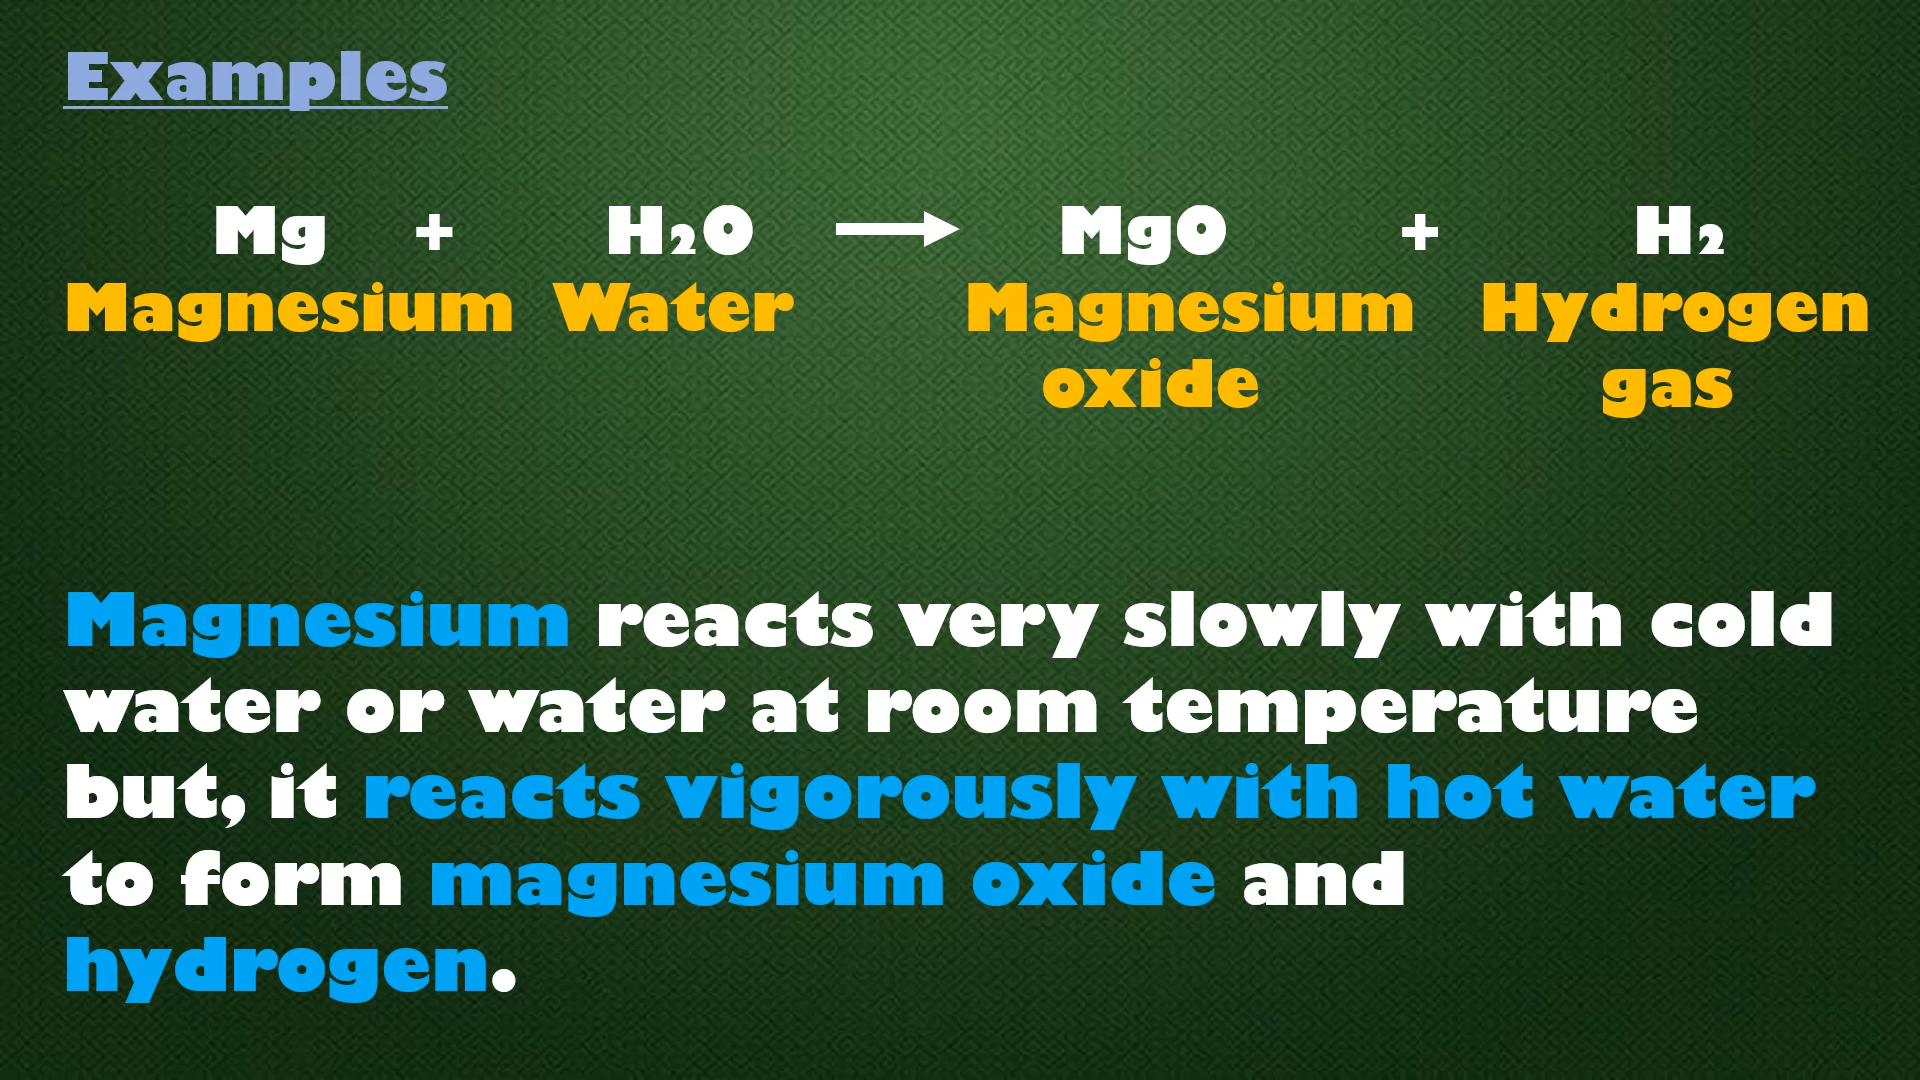 Examples
Mg + H₂O → MgO + H₂
Magnesium Water Magnesium Hydrogen
oxide gas
Magnesium reacts very slowly with cold
water or water at room temperature
but, it reacts vigorously with hot water
to form magnesium oxide and
hydrogen.